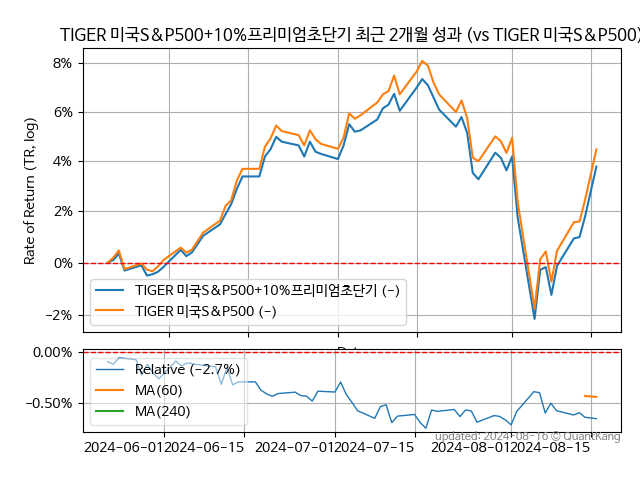 TIGER 미국S&P500+10%프리미엄초단기 최근 2개월 성과 (vs TIGER 미국S&P500)
8%
6%
4%
2%
0%
−2%
Rate of Return (TR, log)
TIGER 미국S&P500+10%프리미엄초단기 (−)
TIGER 미국S&P500 (−)
0.00%
−0.50%
Relative (−2.7%)
MA(60)
MA(240)
updated: 2024-08-16 © QuantKang
2024-06-01 2024-06-15 2024-07-01 2024-07-15 2024-08-01 2024-08-15